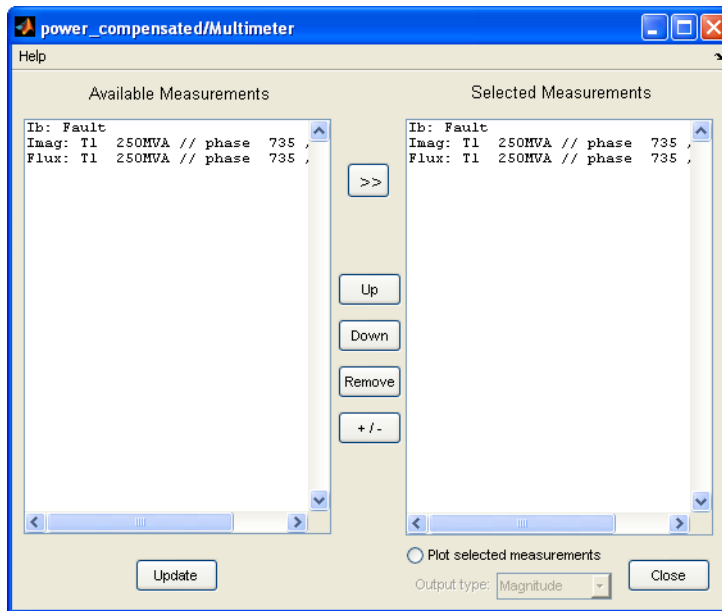 power_compensated/Multimeter
Help
Available Measurements
Selected Measurements
Ib: Fault
Imag: T1 250MVA // phase 735 ,
Flux: T1 250MVA // phase 735 ,
>>
Up
Down
Remove
+ / -
Ib: Fault
Imag: T1 250MVA // phase 735 ,
Flux: T1 250MVA // phase 735 ,
Update
Plot selected measurements
Output type: Magnitude
Close